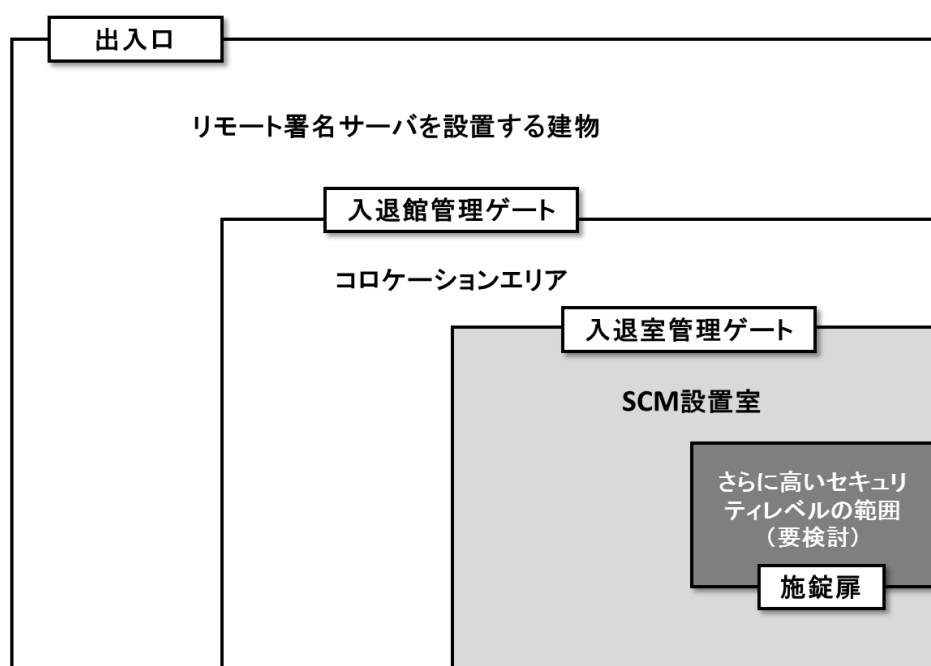 出入口
リモート署名サーバを設置する建物
入退館管理ゲート
コロケーションエリア
入退室管理ゲート
SCM設置室
さらに高いセキュリ
ティレベルの範囲
（要検討）
施錠扉